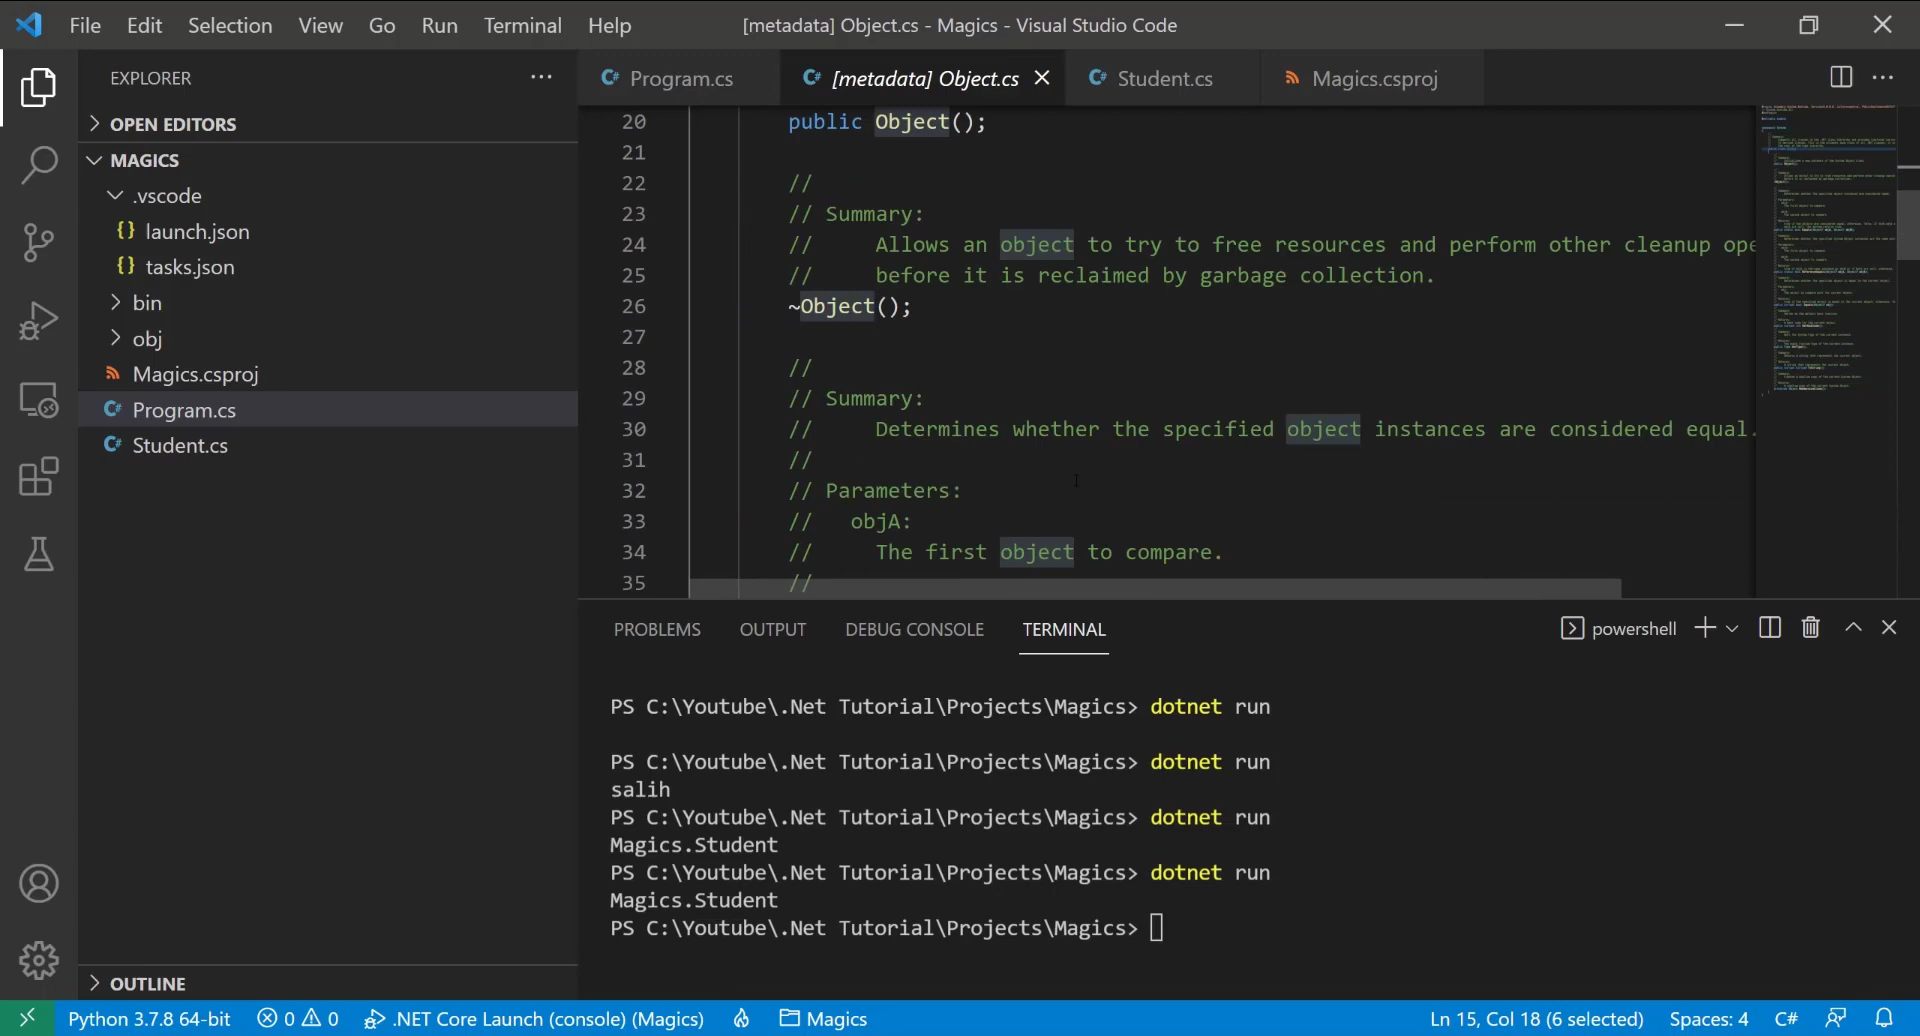 File Edit Selection View Go Run Terminal Help
[metadata] Object.cs - Magics - Visual Studio Code
EXPLORER
OPEN EDITORS
MAGICS
.vscode
{} launch.json
{} tasks.json
bin
obj
Magics.csproj
C# Program.cs
C# Student.cs
OUTLINE
C# Program.cs
C# [metadata] Object.cs
C# Student.cs
Magics.csproj
20 public Object();
21
22 //
23 // Summary:
24 // Allows an object to try to free resources and perform other cleanup ope
25 // before it is reclaimed by garbage collection.
26 ~Object();
27
28 //
29 // Summary:
30 // Determines whether the specified object instances are considered equal.
31 //
32 // Parameters:
33 // objA:
34 // The first object to compare.
35 //
PROBLEMS OUTPUT DEBUG CONSOLE TERMINAL
powershell
PS C:\Youtube\.Net Tutorial\Projects\Magics> dotnet run
PS C:\Youtube\.Net Tutorial\Projects\Magics> dotnet run
salih
PS C:\Youtube\.Net Tutorial\Projects\Magics> dotnet run
Magics.Student
PS C:\Youtube\.Net Tutorial\Projects\Magics> dotnet run
Magics.Student
PS C:\Youtube\.Net Tutorial\Projects\Magics>
Python 3.7.8 64-bit 0 0 .NET Core Launch (console) (Magics) Magics
Ln 15, Col 18 (6 selected) Spaces: 4 C#